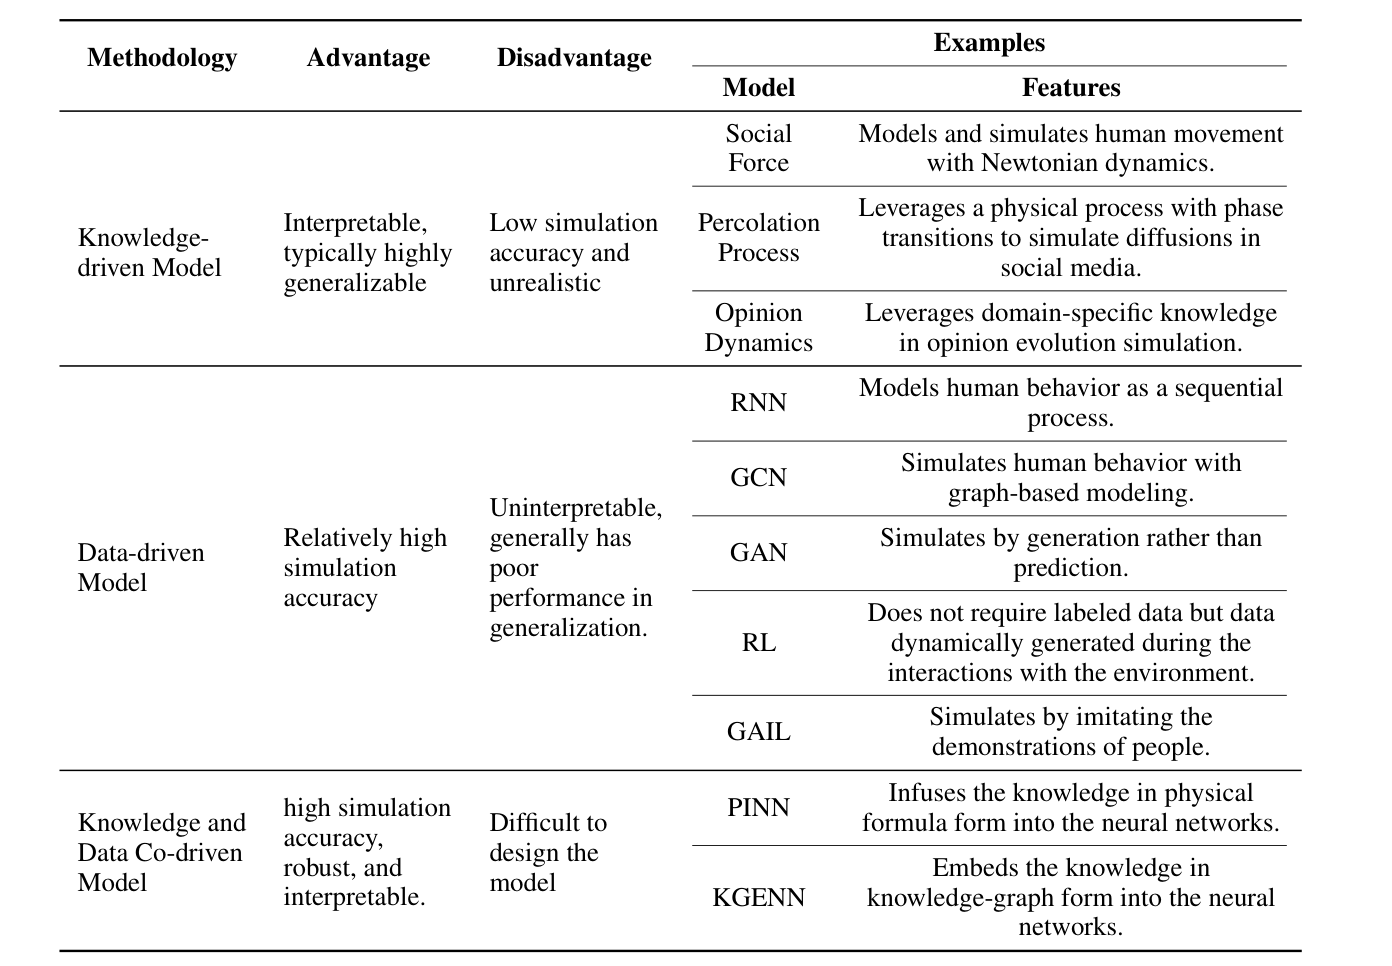 Methodology
Advantage
Disadvantage
Examples
Model
Features
Knowledge-
driven Model
Interpretable,
typically highly
generalizable
Low simulation
accuracy and
unrealistic
Social
Force
Models and simulates human movement
with Newtonian dynamics.
Percolation
Process
Leverages a physical process with phase
transitions to simulate diffusions in
social media.
Opinion
Dynamics
Leverages domain-specific knowledge
in opinion evolution simulation.
Data-driven
Model
Relatively high
simulation
accuracy
Uninterpretable,
generally has
poor
performance in
generalization.
RNN
Models human behavior as a sequential
process.
GCN
Simulates human behavior with
graph-based modeling.
GAN
Simulates by generation rather than
prediction.
RL
Does not require labeled data but data
dynamically generated during the
interactions with the environment.
GAIL
Simulates by imitating the
demonstrations of people.
Knowledge and
Data Co-driven
Model
high simulation
accuracy,
robust, and
interpretable.
Difficult to
design the
model
PINN
Infuses the knowledge in physical
formula form into the neural networks.
KGENN
Embeds the knowledge in
knowledge-graph form into the neural
networks.